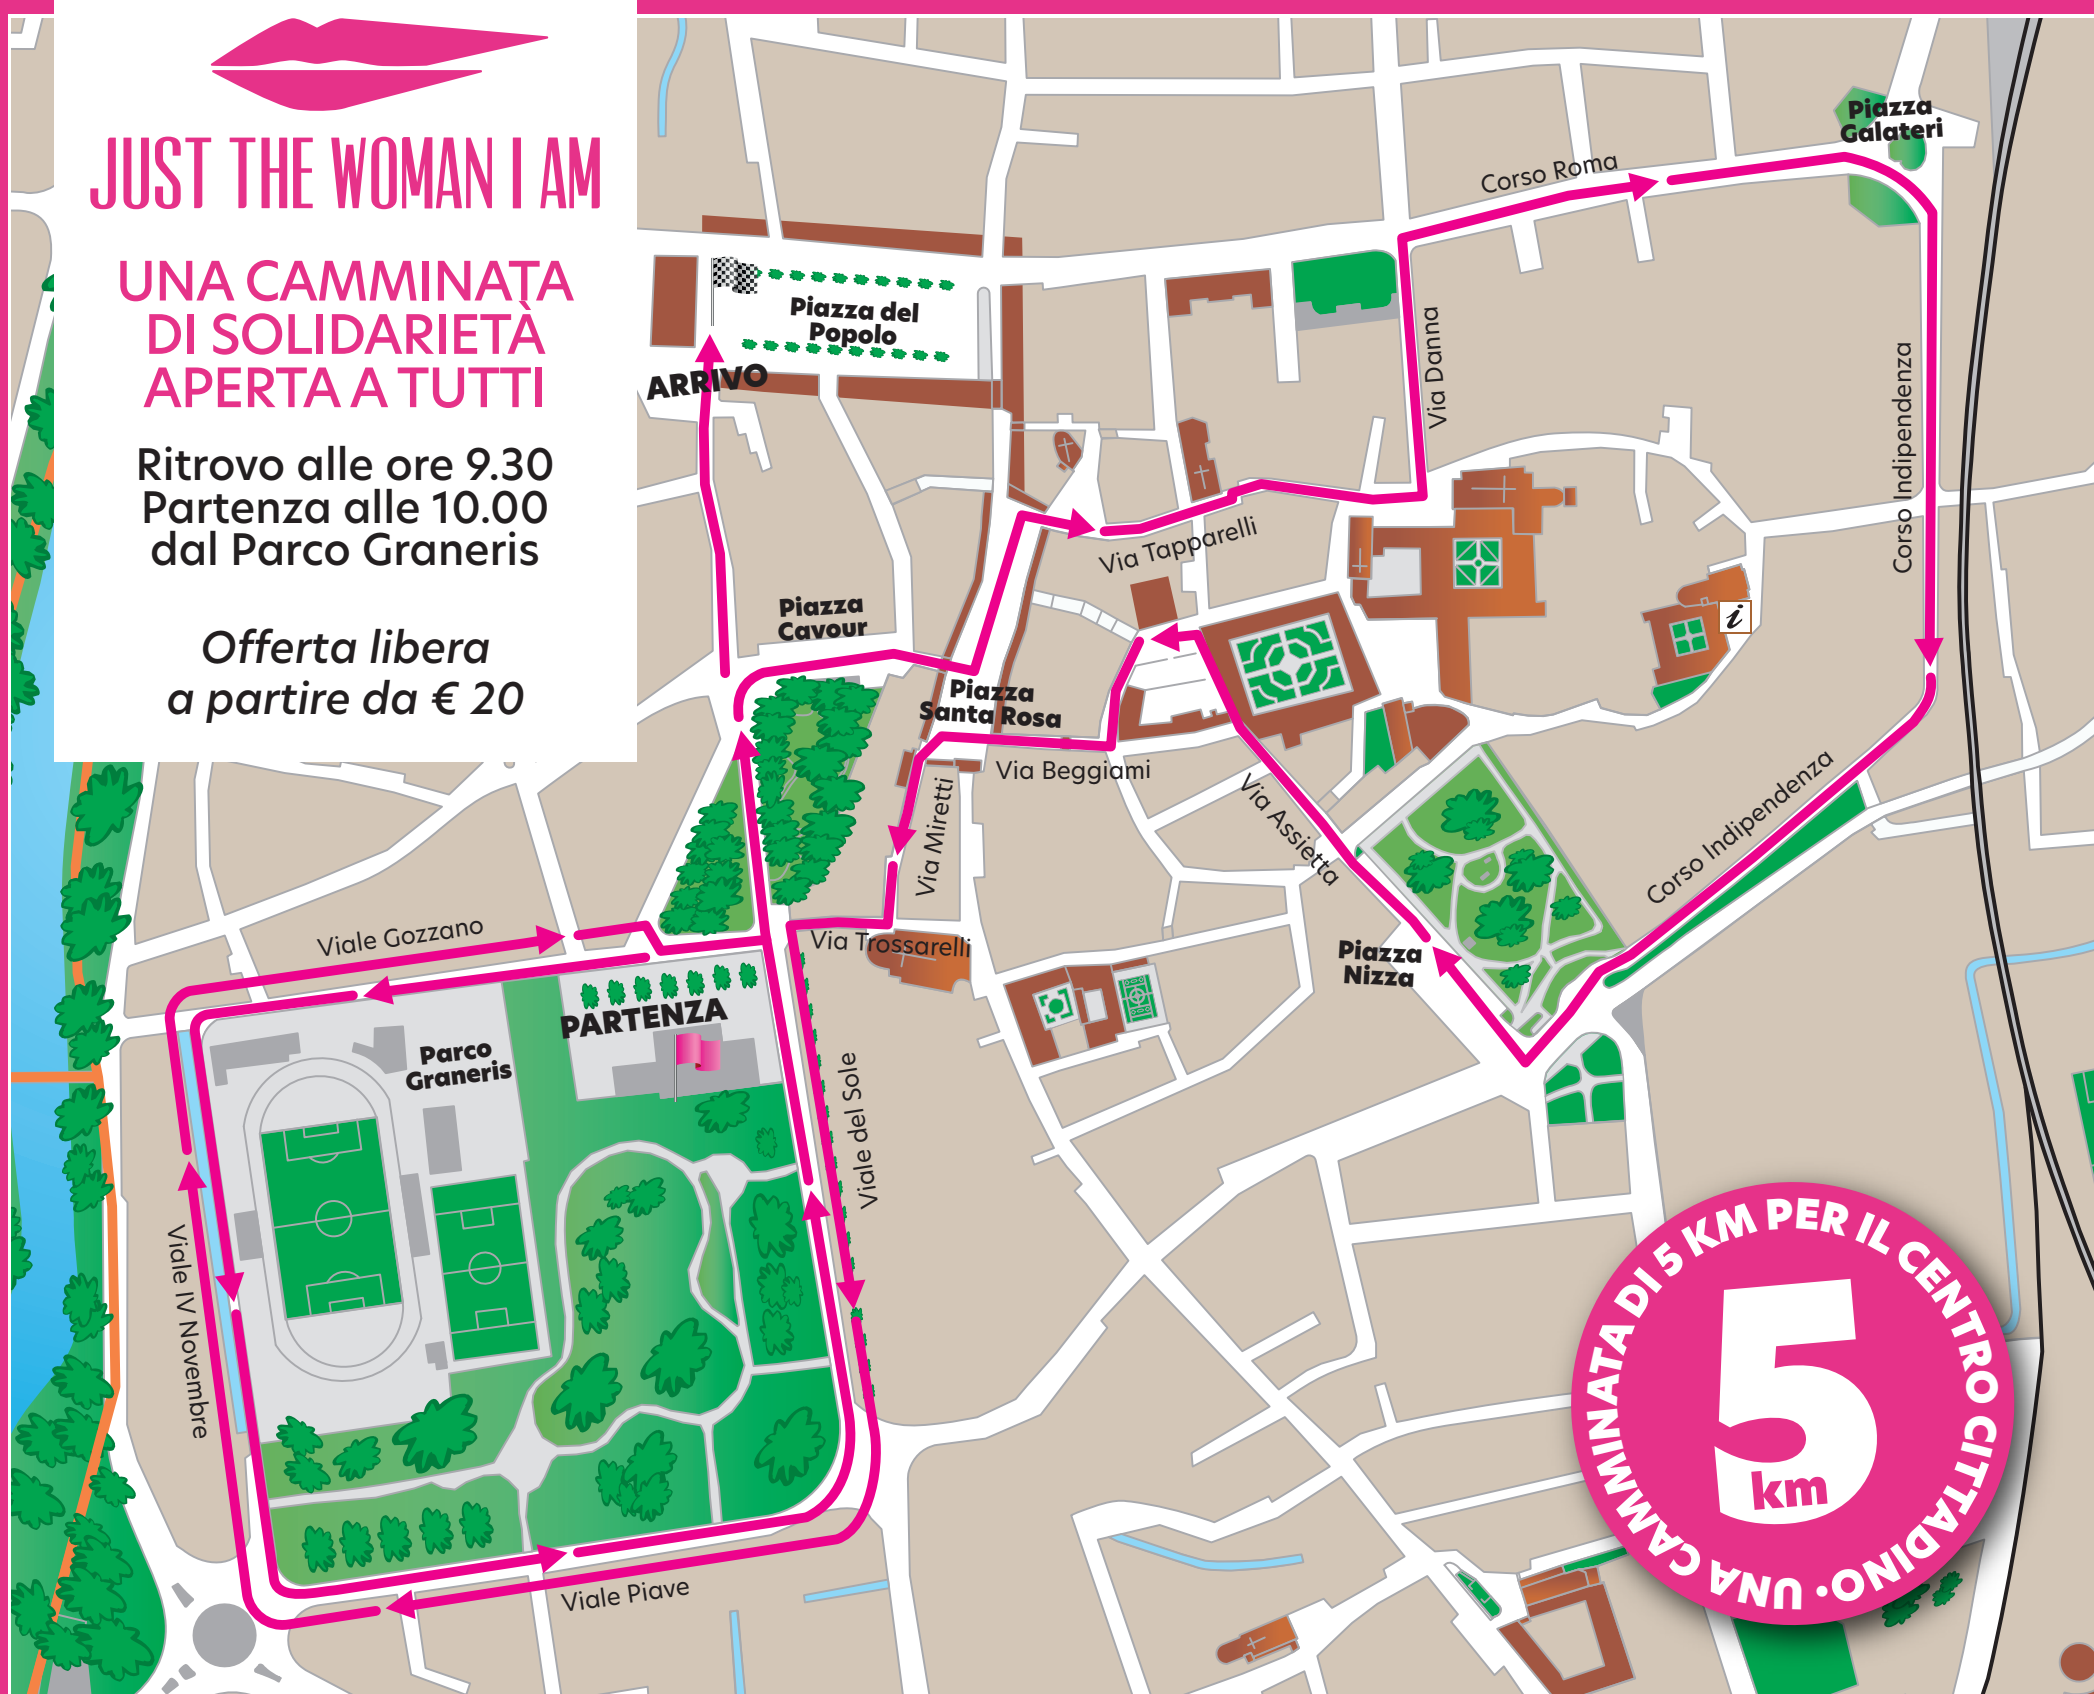 JUST THE WOMAN I AM
UNA CAMMINATA
DI SOLIDARIETÀ
APERTA A TUTTI
Ritrovo alle ore 9.30
Partenza alle 10.00
dal Parco Graneris
Offerta libera
a partire da € 20
Piazza
Galateri
Corso Roma
Piazza del
Popolo
ARRIVO
Via Danna
Corso Indipendenza
Via Tapparelli
Piazza
Cavour
i
Piazza
Santa Rosa
Via Beggiami
Via Miretti
Via Assietta
Corso Indipendenza
Viale Gozzano
Via Trossarelli
Piazza
Nizza
PARTENZA
Parco
Graneris
Viale del Sole
Viale IV Novembre
Viale Piave
UNA CAMMINATA DI 5 KM PER IL CENTRO CITTADINO •
5
km